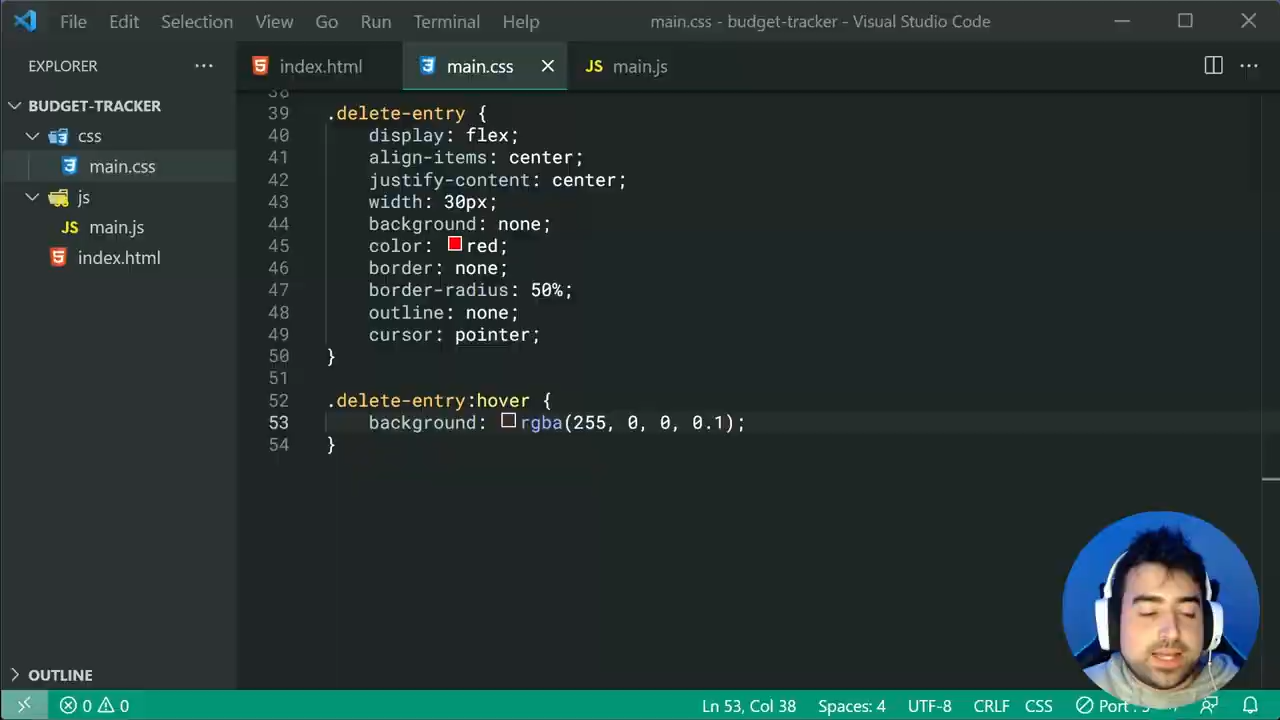 File Edit Selection View Go Run Terminal Help main.css - budget-tracker - Visual Studio Code
EXPLORER
index.html main.css JS main.js
BUDGET-TRACKER
css
main.css
js
JS main.js
index.html
38
39 .delete-entry {
40 display: flex;
41 align-items: center;
42 justify-content: center;
43 width: 30px;
44 background: none;
45 color: red;
46 border: none;
47 border-radius: 50%;
48 outline: none;
49 cursor: pointer;
50 }
51
52 .delete-entry:hover {
53 background: rgba(255, 0, 0, 0.1);
54 }
OUTLINE
0 0 Ln 53, Col 38 Spaces: 4 UTF-8 CRLF CSS Port :